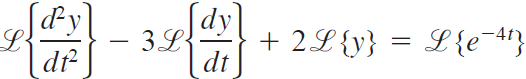 ℒ{d²y/dt²} − 3ℒ{dy/dt} + 2ℒ{y} = ℒ{e⁻⁴ᵗ}